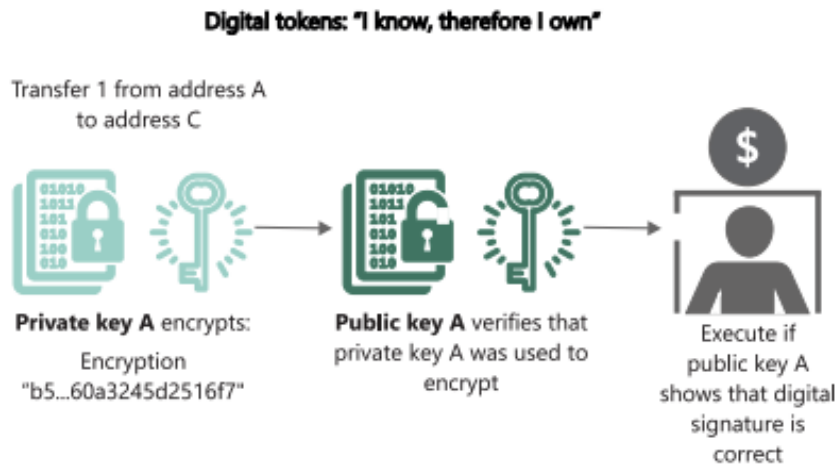 Digital tokens: "I know, therefore I own"
Transfer 1 from address A
to address C
01010
1011
101
010
100
010
01010
1011
101
010
100
010
$
Private key A encrypts:
Encryption
"b5...60a3245d2516f7"
Public key A verifies that
private key A was used to
encrypt
Execute if
public key A
shows that digital
signature is
correct